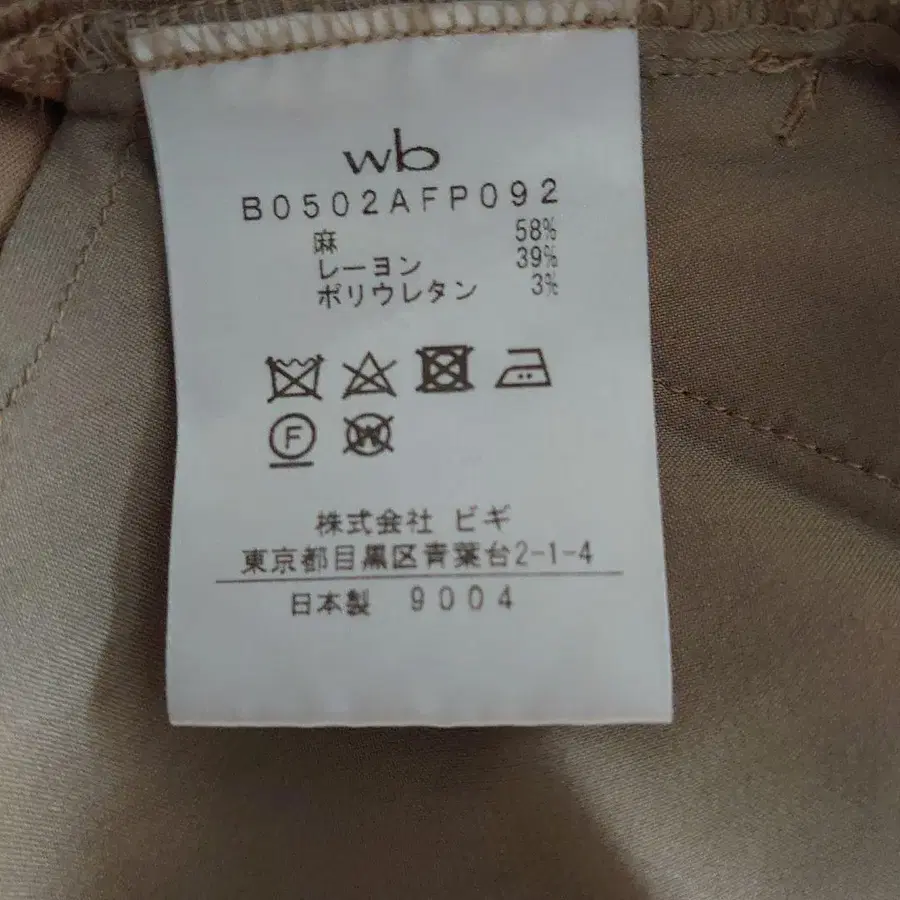 wb
B0502AFP092
麻 58%
レーヨン 39%
ポリウレタン 3%
F W
株式会社 ビギ
東京都目黒区青葉台2-1-4
日本製 9004